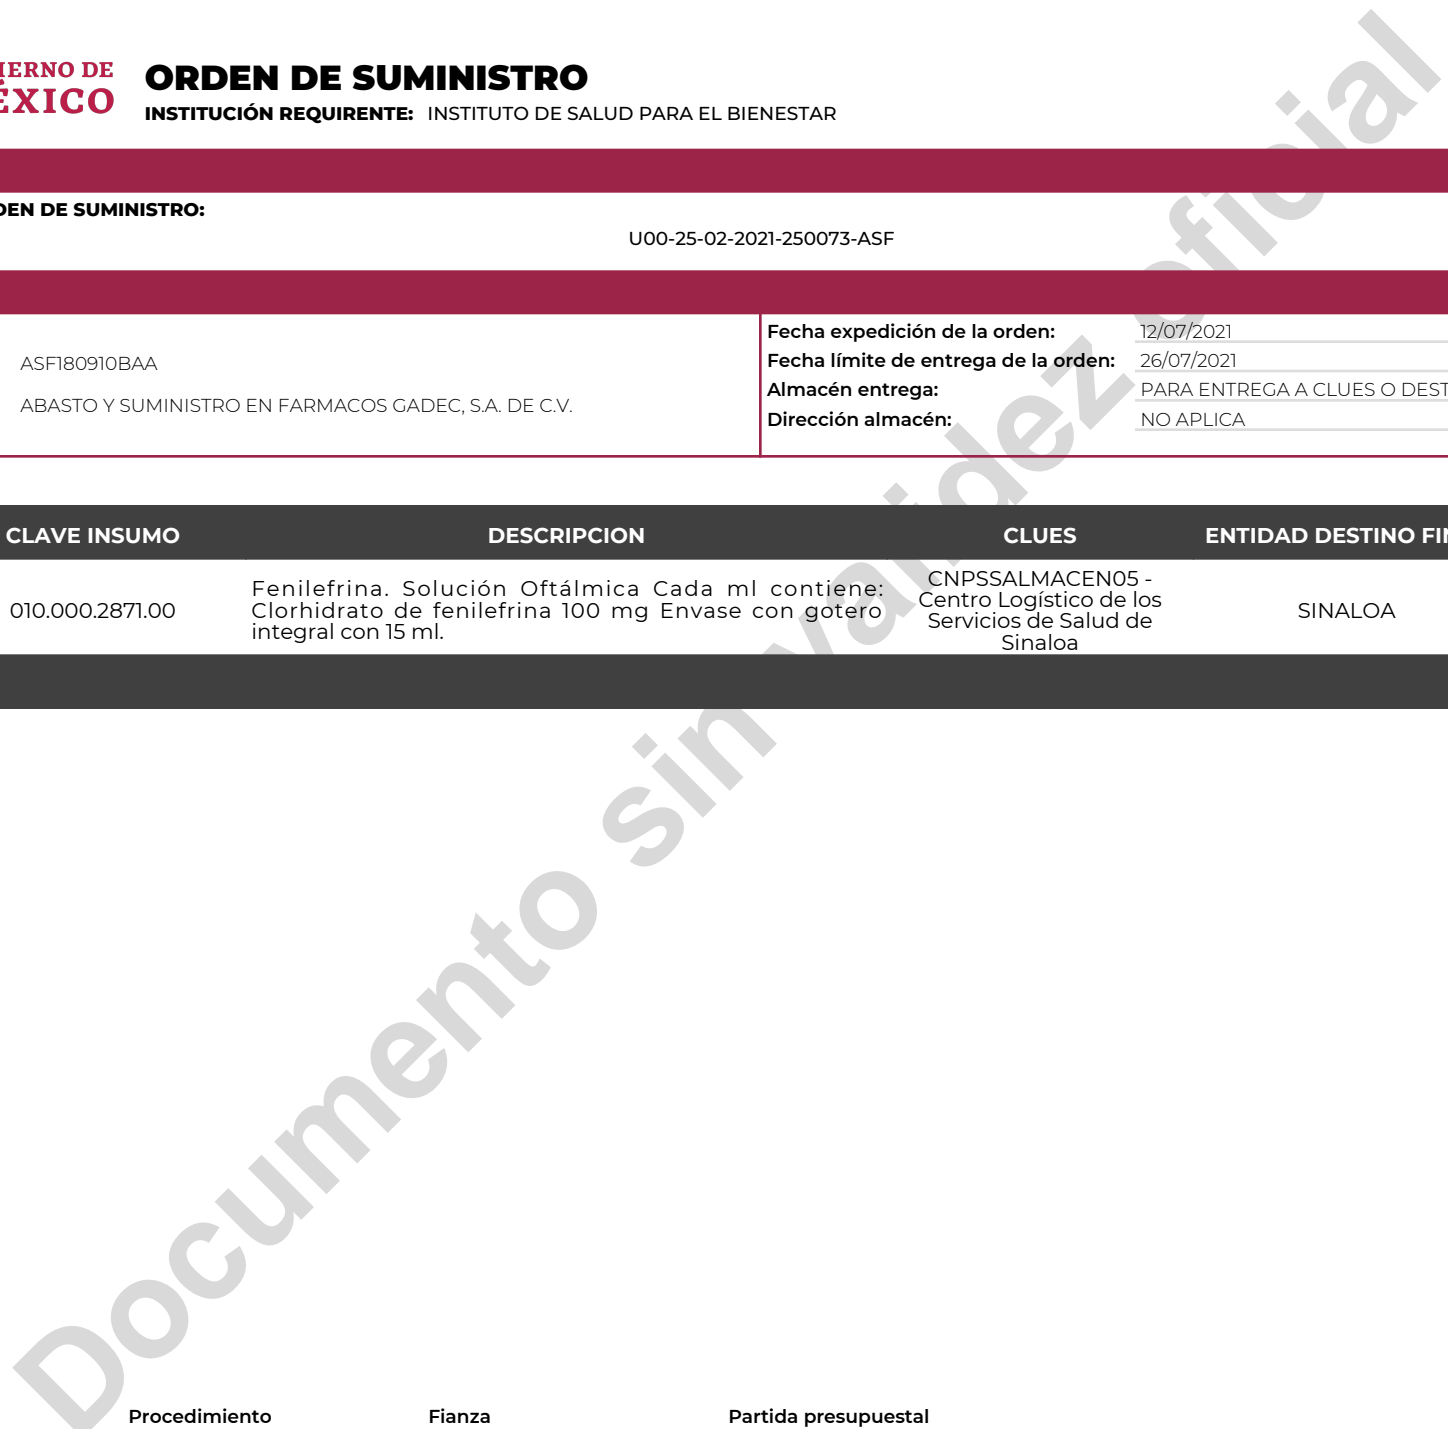 IERNO DE
ÉXICO
ORDEN DE SUMINISTRO
INSTITUCIÓN REQUIRENTE: INSTITUTO DE SALUD PARA EL BIENESTAR
DEN DE SUMINISTRO:
U00-25-02-2021-250073-ASF
ASF180910BAA
ABASTO Y SUMINISTRO EN FARMACOS GADEC, S.A. DE C.V.
Fecha expedición de la orden: 12/07/2021
Fecha límite de entrega de la orden: 26/07/2021
Almacén entrega: PARA ENTREGA A CLUES O DEST
Dirección almacén: NO APLICA
CLAVE INSUMO DESCRIPCION CLUES ENTIDAD DESTINO FIN
010.000.2871.00
Fenilefrina. Solución Oftálmica Cada ml contiene:
Clorhidrato de fenilefrina 100 mg Envase con gotero
integral con 15 ml.
CNPSSALMACEN05 -
Centro Logístico de los
Servicios de Salud de
Sinaloa
SINALOA
Documento sin validez oficial
Procedimiento Fianza Partida presupuestal